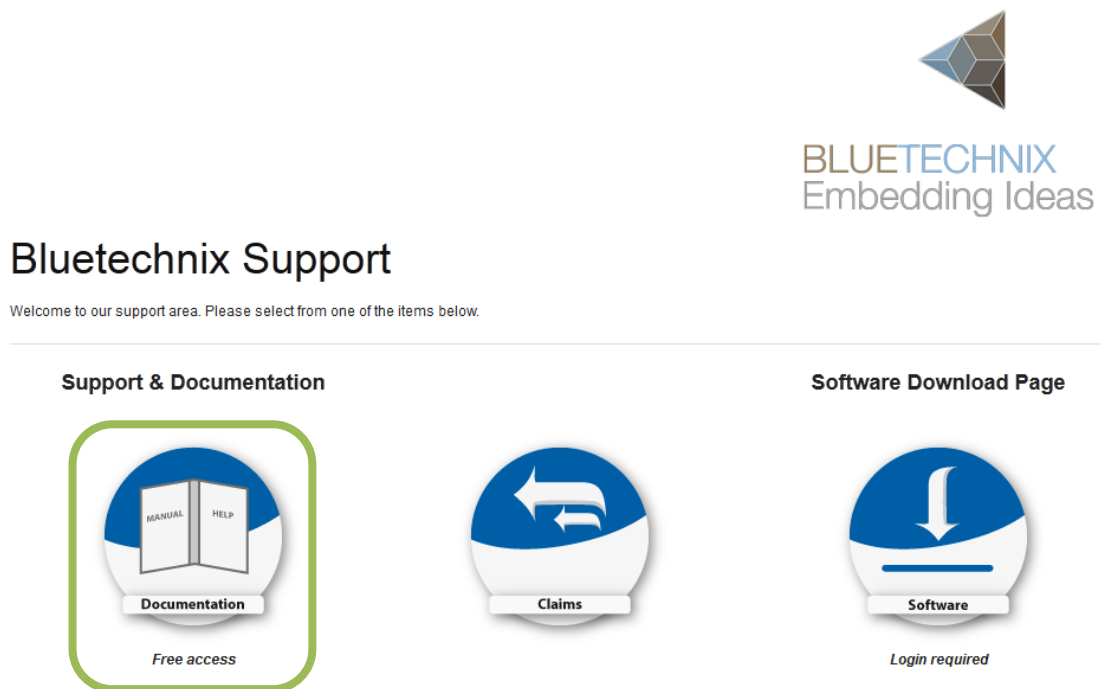 BLUETECHNIX
Embedding Ideas
Bluetechnix Support
Welcome to our support area. Please select from one of the items below.
Support & Documentation
Software Download Page
MANUAL
HELP
Documentation
Claims
Software
Free access
Login required